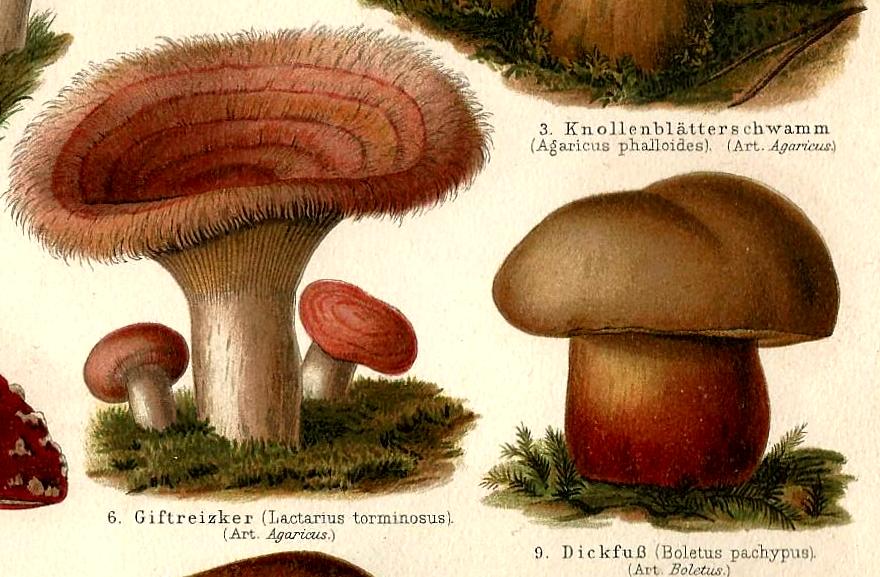 3. Knollenblätterschwamm
(Agaricus phalloides). (Art. Agaricus.)
6. Giftreizker (Lactarius torminosus).
(Art. Agaricus.)
9. Dickfuß (Boletus pachypus).
(Art. Boletus.)